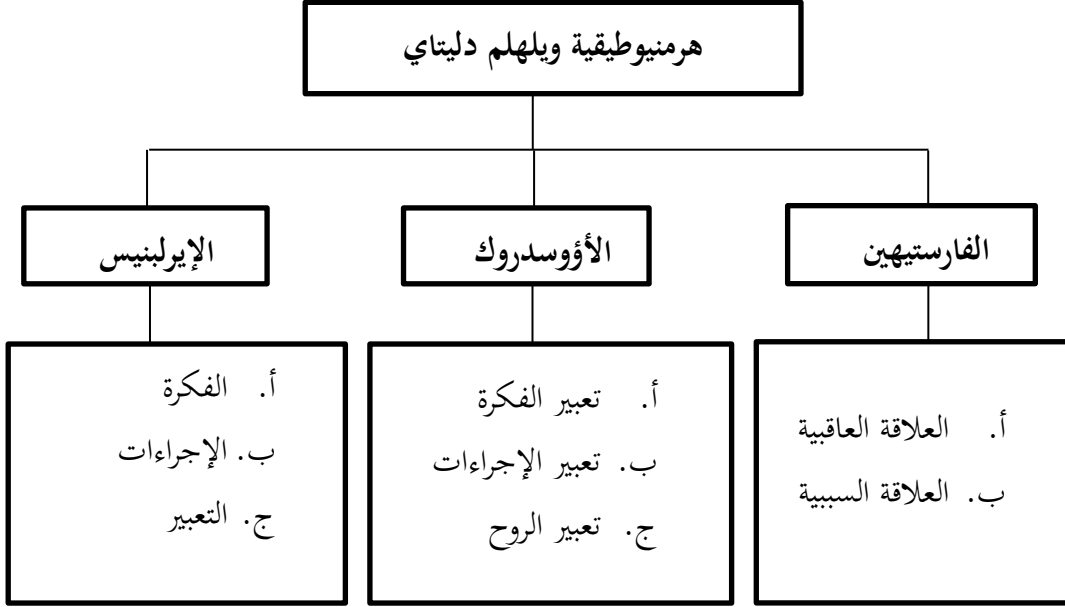 هرمنيوطيقية ويلهلم دليتاي
الفارستيهين
الأؤوسدروك
الإيرلبنيس
أ. العلاقة العاقبية
ب. العلاقة السببية
أ. تعبير الفكرة
ب. تعبير الإجراءات
ج. تعبير الروح
أ. الفكرة
ب. الإجراءات
ج. التعبير